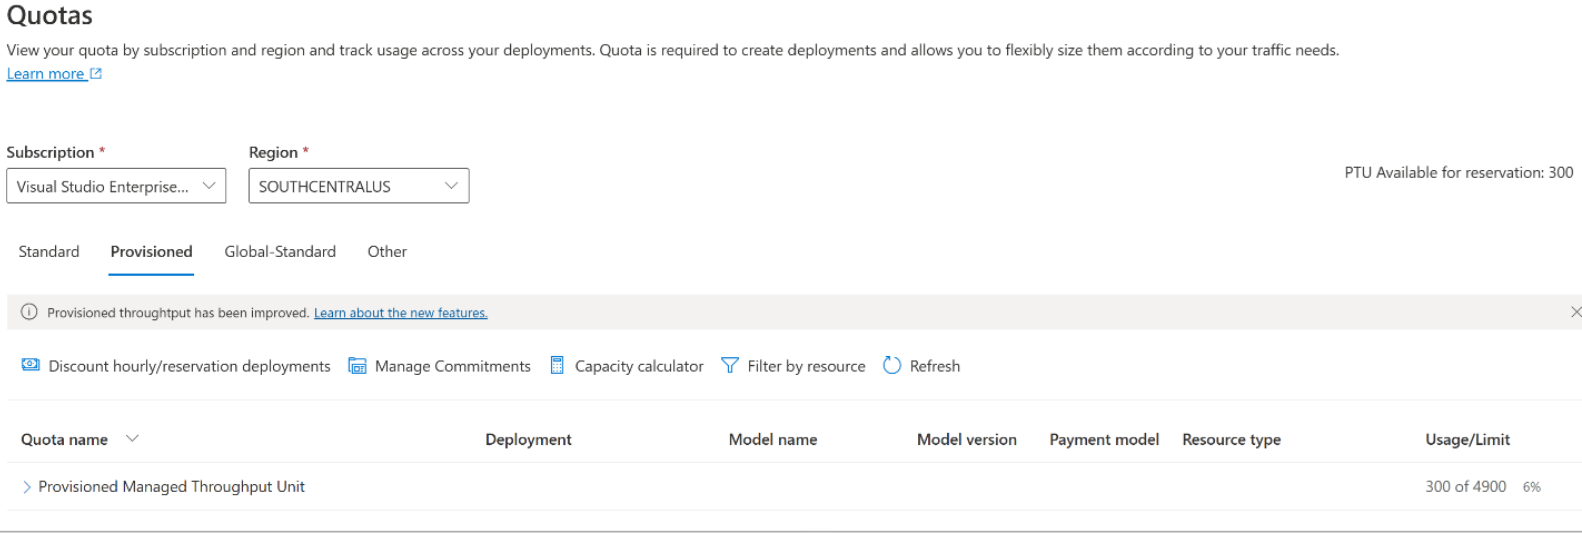 Quotas
View your quota by subscription and region and track usage across your deployments. Quota is required to create deployments and allows you to flexibly size them according to your traffic needs.
Learn more
Subscription * Region *
Visual Studio Enterprise... SOUTHCENTRALUS
PTU Available for reservation: 300
Standard Provisioned Global-Standard Other
Provisioned throughtput has been improved. Learn about the new features.
Discount hourly/reservation deployments Manage Commitments Capacity calculator Filter by resource Refresh
Quota name Deployment Model name Model version Payment model Resource type Usage/Limit
Provisioned Managed Throughput Unit 300 of 4900 6%